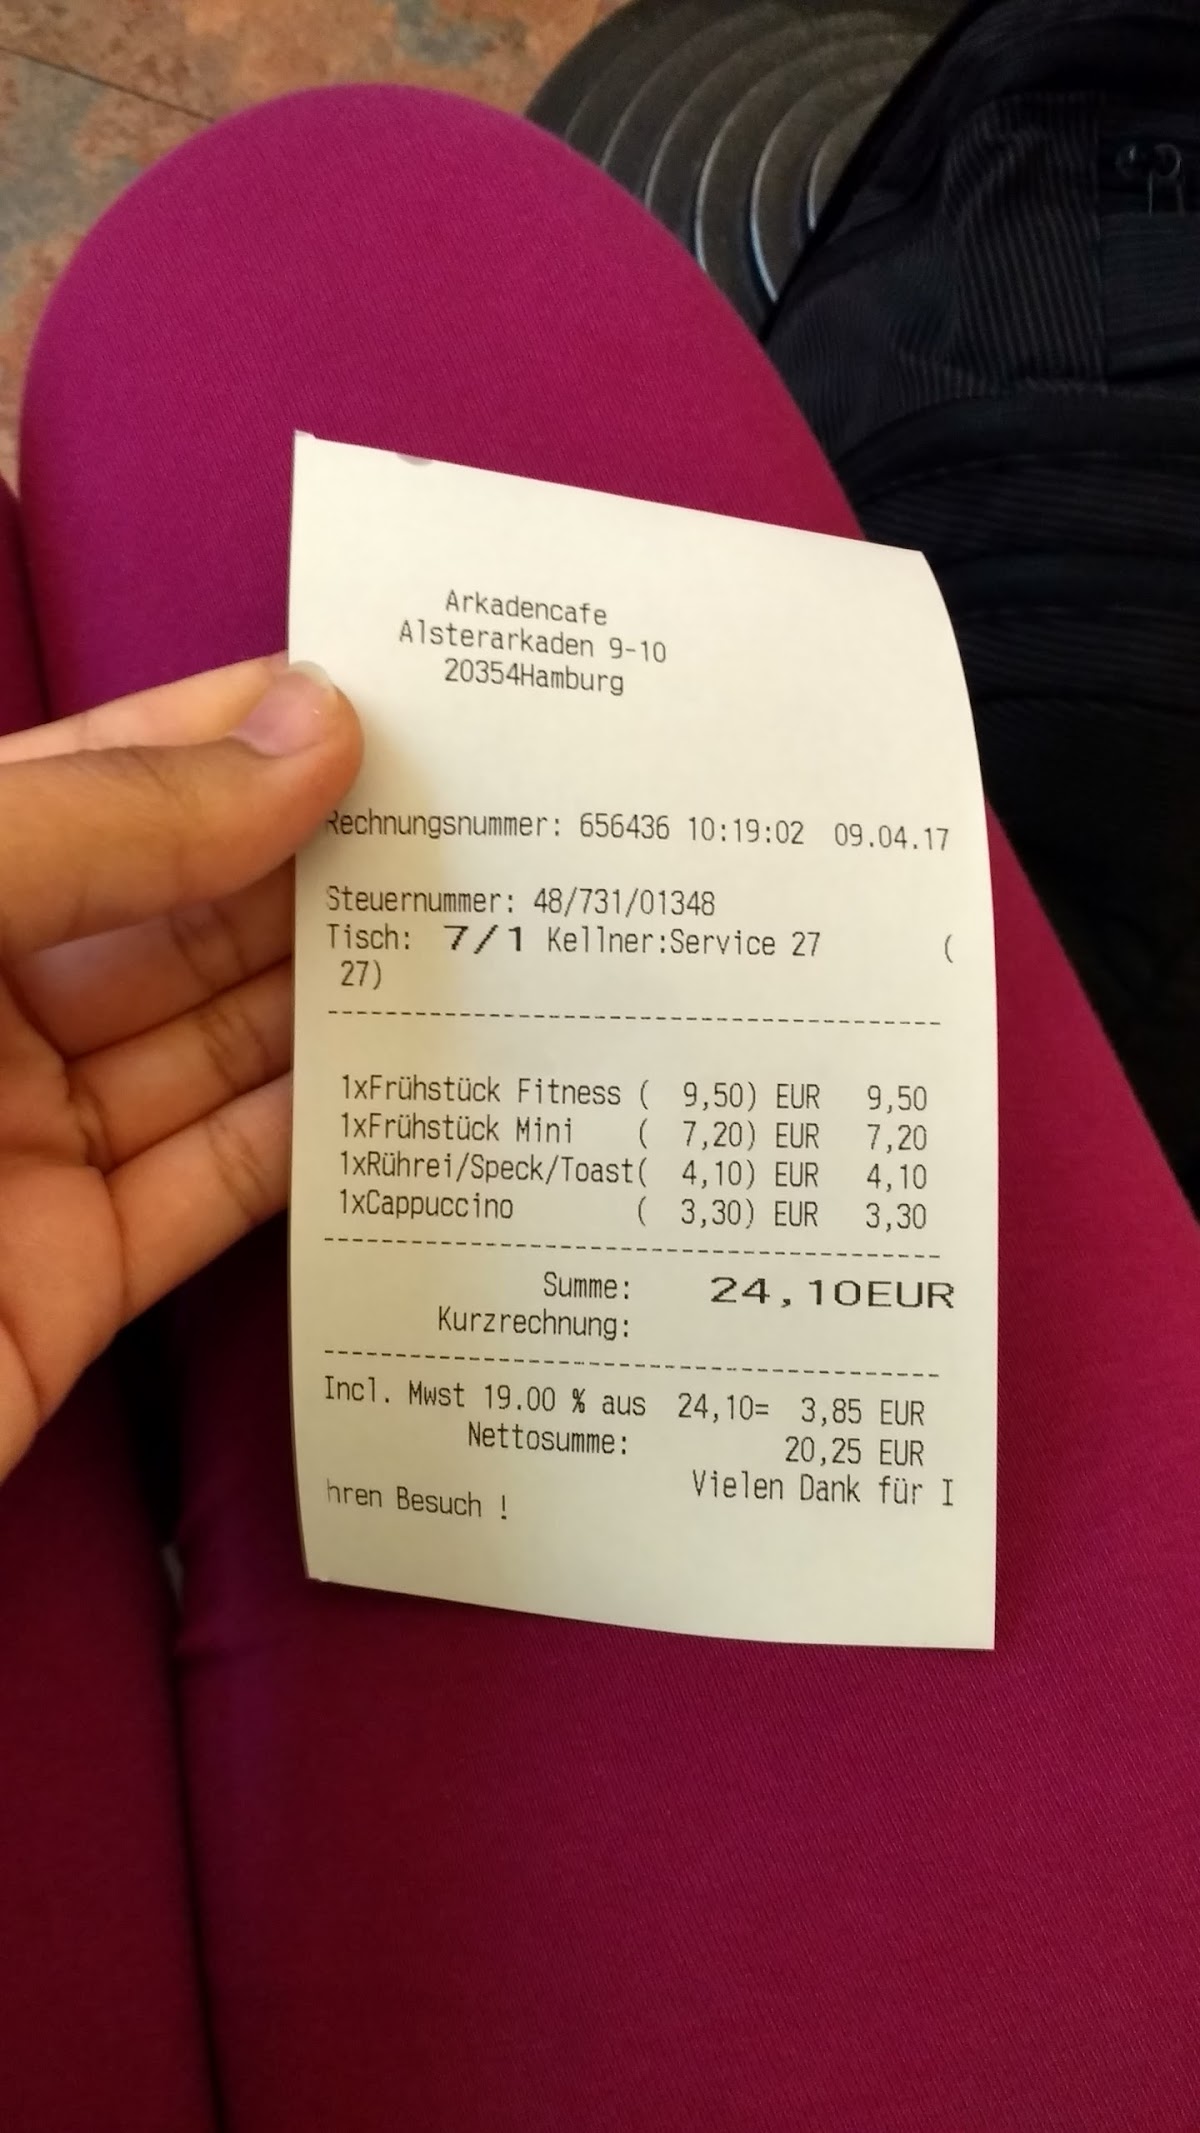 Arkadencafe
Alsterarkaden 9-10
20354Hamburg
Rechnungsnummer: 656436 10:19:02 09.04.17
Steuernummer: 48/731/01348
Tisch: 7/1 Kellner:Service 27 (
27)
1xFrühstück Fitness ( 9,50) EUR 9,50
1xFrühstück Mini ( 7,20) EUR 7,20
1xRührei/Speck/Toast( 4,10) EUR 4,10
1xCappuccino ( 3,30) EUR 3,30
Summe: 24,10EUR
Kurzrechnung:
Incl. Mwst 19.00 % aus 24,10= 3,85 EUR
Nettosumme: 20,25 EUR
Vielen Dank für I
hren Besuch !